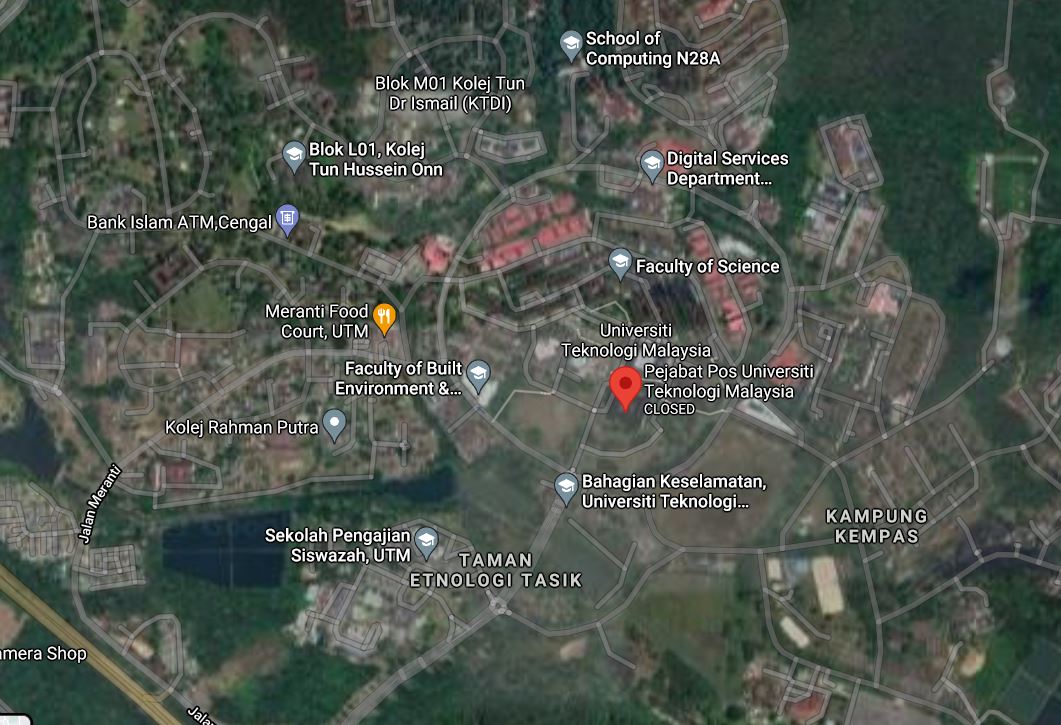 School of
Computing N28A
Blok M01 Kolej Tun
Dr Ismail (KTDI)
Blok L01, Kolej
Tun Hussein Onn
Digital Services
Department...
Bank Islam ATM,Cengal
Faculty of Science
Meranti Food
Court, UTM
Universiti
Teknologi Malaysia
Faculty of Built
Environment &...
Pejabat Pos Universiti
Teknologi Malaysia
CLOSED
Kolej Rahman Putra
Jalan Meranti
Bahagian Keselamatan,
Universiti Teknologi...
KAMPUNG
KEMPAS
Sekolah Pengajian
Siswazah, UTM
TAMAN
ETNOLOGI TASIK
amera Shop
Jala